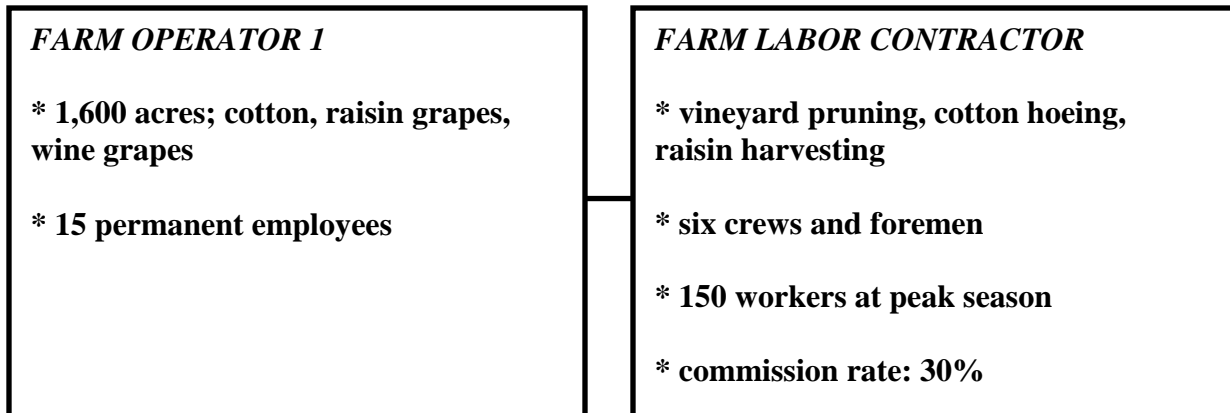 FARM OPERATOR 1
* 1,600 acres; cotton, raisin grapes,
wine grapes
* 15 permanent employees
FARM LABOR CONTRACTOR
* vineyard pruning, cotton hoeing,
raisin harvesting
* six crews and foremen
* 150 workers at peak season
* commission rate: 30%